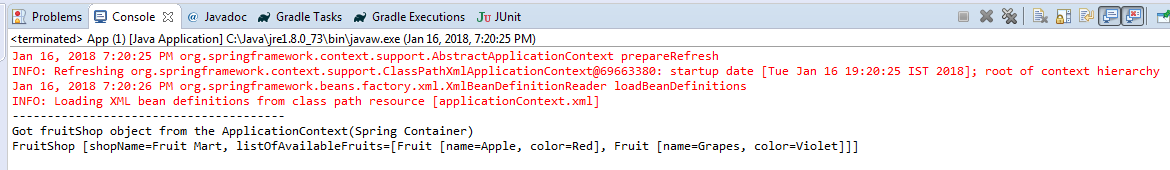 Problems Console Javadoc Gradle Tasks Gradle Executions JUnit
<terminated> App (1) [Java Application] C:\Java\jre1.8.0_73\bin\javaw.exe (Jan 16, 2018, 7:20:25 PM)
Jan 16, 2018 7:20:25 PM org.springframework.context.support.AbstractApplicationContext prepareRefresh
INFO: Refreshing org.springframework.context.support.ClassPathXmlApplicationContext@69663380: startup date [Tue Jan 16 19:20:25 IST 2018]; root of context hierarchy
Jan 16, 2018 7:20:26 PM org.springframework.beans.factory.xml.XmlBeanDefinitionReader loadBeanDefinitions
INFO: Loading XML bean definitions from class path resource [applicationContext.xml]
-------------------------------------
Got fruitShop object from the ApplicationContext(Spring Container)
FruitShop [shopName=Fruit Mart, listOfAvailableFruits=[Fruit [name=Apple, color=Red], Fruit [name=Grapes, color=Violet]]]